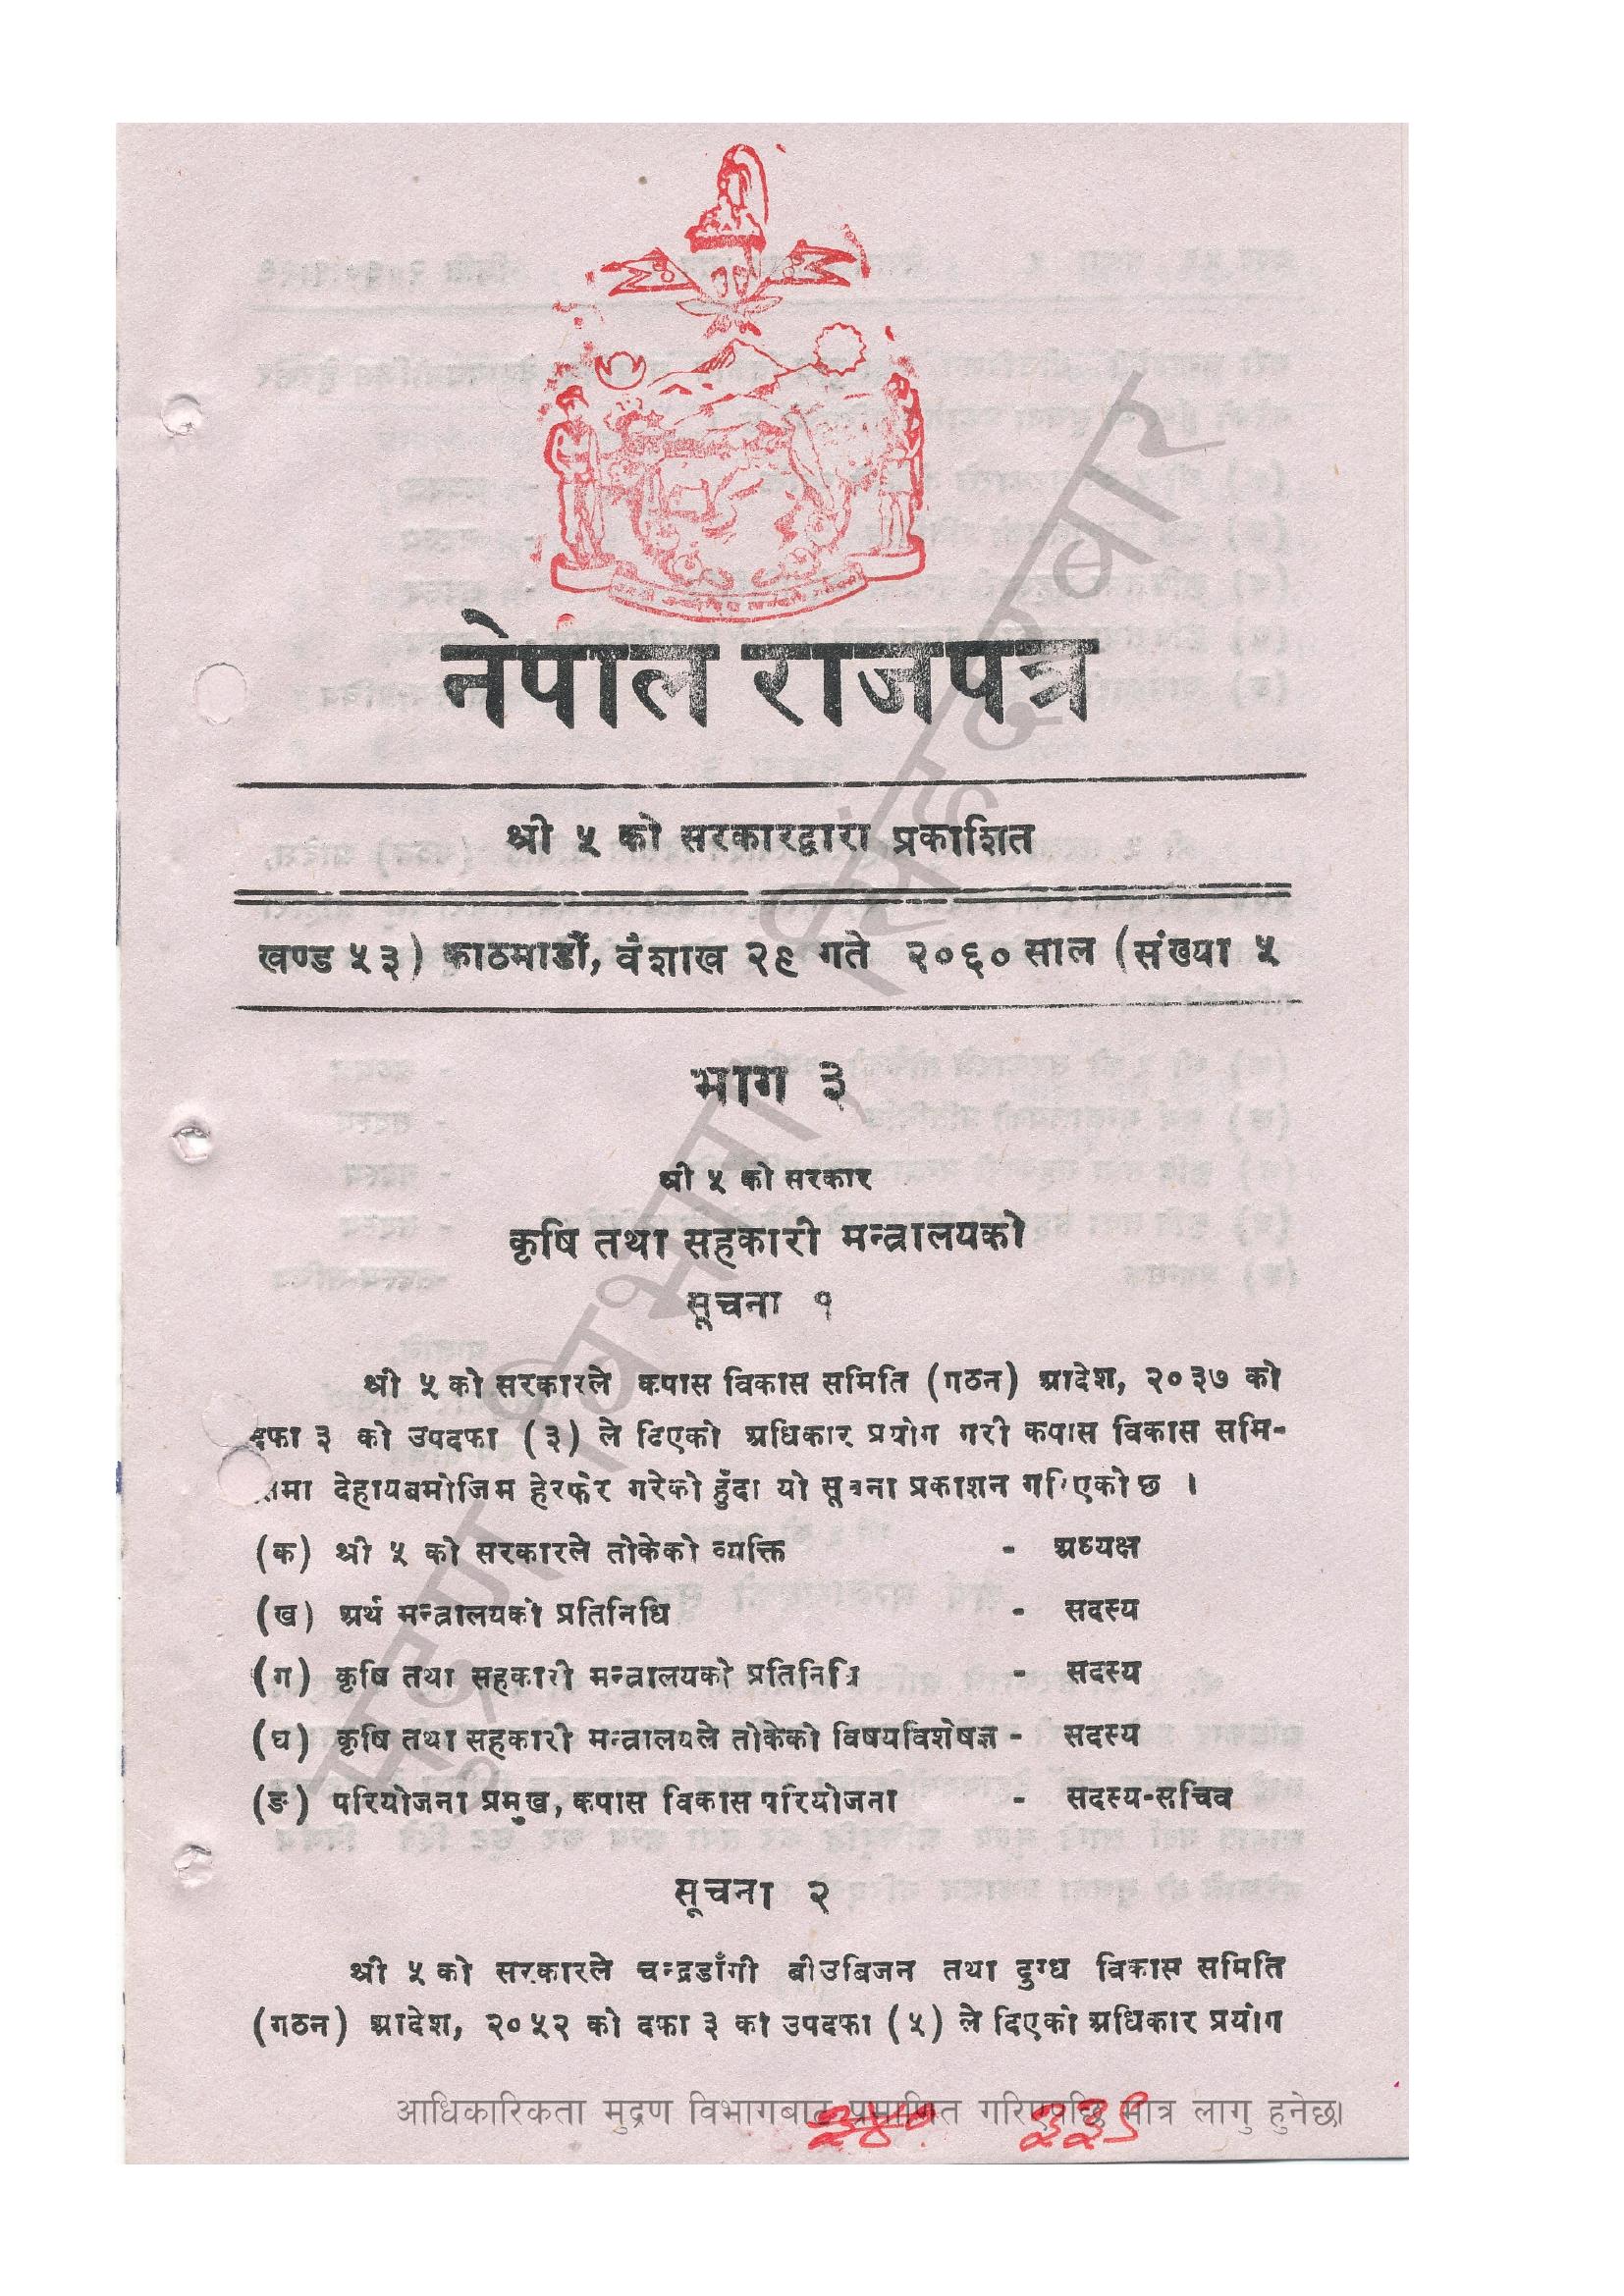 नेपाल राजपत्र
श्री ५ को सरकारद्वारा प्रकाशित
खण्ड ५३) काठमाडौं, वैशाख २९ गते २०६० साल (संख्या ५
भाग ३
श्री ५ को सरकार
कृषि तथा सहकारी मन्त्रालयको
सूचना १
श्री ५ को सरकारले कपास विकास समिति (गठन) आदेश, २०३७ को
दफा ३ को उपदफा (३) ले दिएको अधिकार प्रयोग गरी कपास विकास समि-
तिमा देहायबमोजिम हेरफेर गरेको हुँदा यो सूचना प्रकाशन गरिएको छ ।
(क) श्री ५ को सरकारले तोकेको व्यक्ति - अध्यक्ष
(ख) अर्थ मन्त्रालयको प्रतिनिधि - सदस्य
(ग) कृषि तथा सहकारी मन्त्रालयको प्रतिनिधि - सदस्य
(घ) कृषि तथा सहकारी मन्त्रालयले तोकेको विषयविशेषज्ञ - सदस्य
(ङ) परियोजना प्रमुख, कपास विकास परियोजना - सदस्य-सचिव
सूचना २
श्री ५ को सरकारले चन्द्रडाँगी बीउबिजन तथा दुग्ध विकास समिति
(गठन) आदेश, २०५२ को दफा ३ को उपदफा (५) ले दिएको अधिकार प्रयोग
मुद्रण विभाग, सिंहदरबार
आधिकारिकता मुद्रण विभागबाट प्रमाणित गरिएपछि मात्र लागु हुनेछ।
३३९